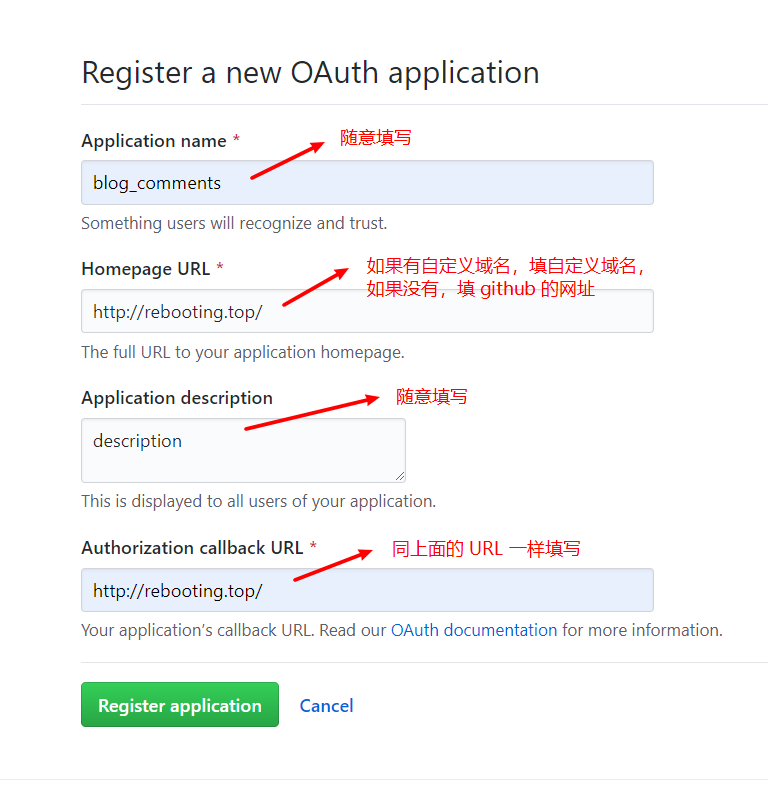 Register a new OAuth application
Application name *
随意填写
blog_comments
Something users will recognize and trust.
Homepage URL *
如果有自定义域名，填自定义域名，
如果没有，填 github 的网址
http://rebooting.top/
The full URL to your application homepage.
Application description
随意填写
description
This is displayed to all users of your application.
Authorization callback URL *
同上面的 URL 一样填写
http://rebooting.top/
Your application’s callback URL. Read our OAuth documentation for more information.
Register application
Cancel